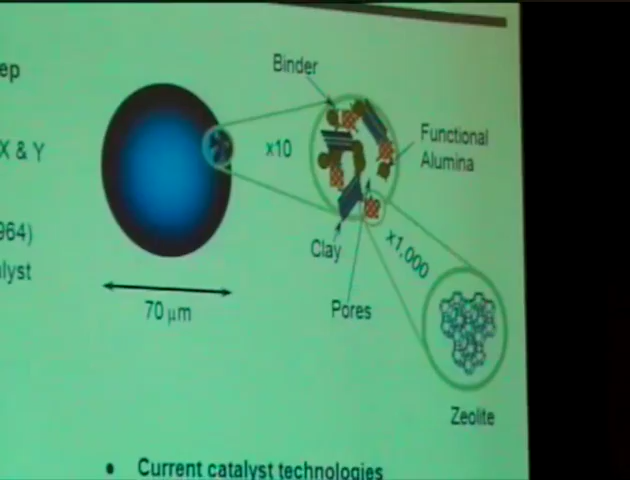 ep
X & Y
964)
lyst
Binder
x10
Functional
Alumina
Clay
x1,000
Pores
70 μm
Zeolite
• Current catalyst technologies